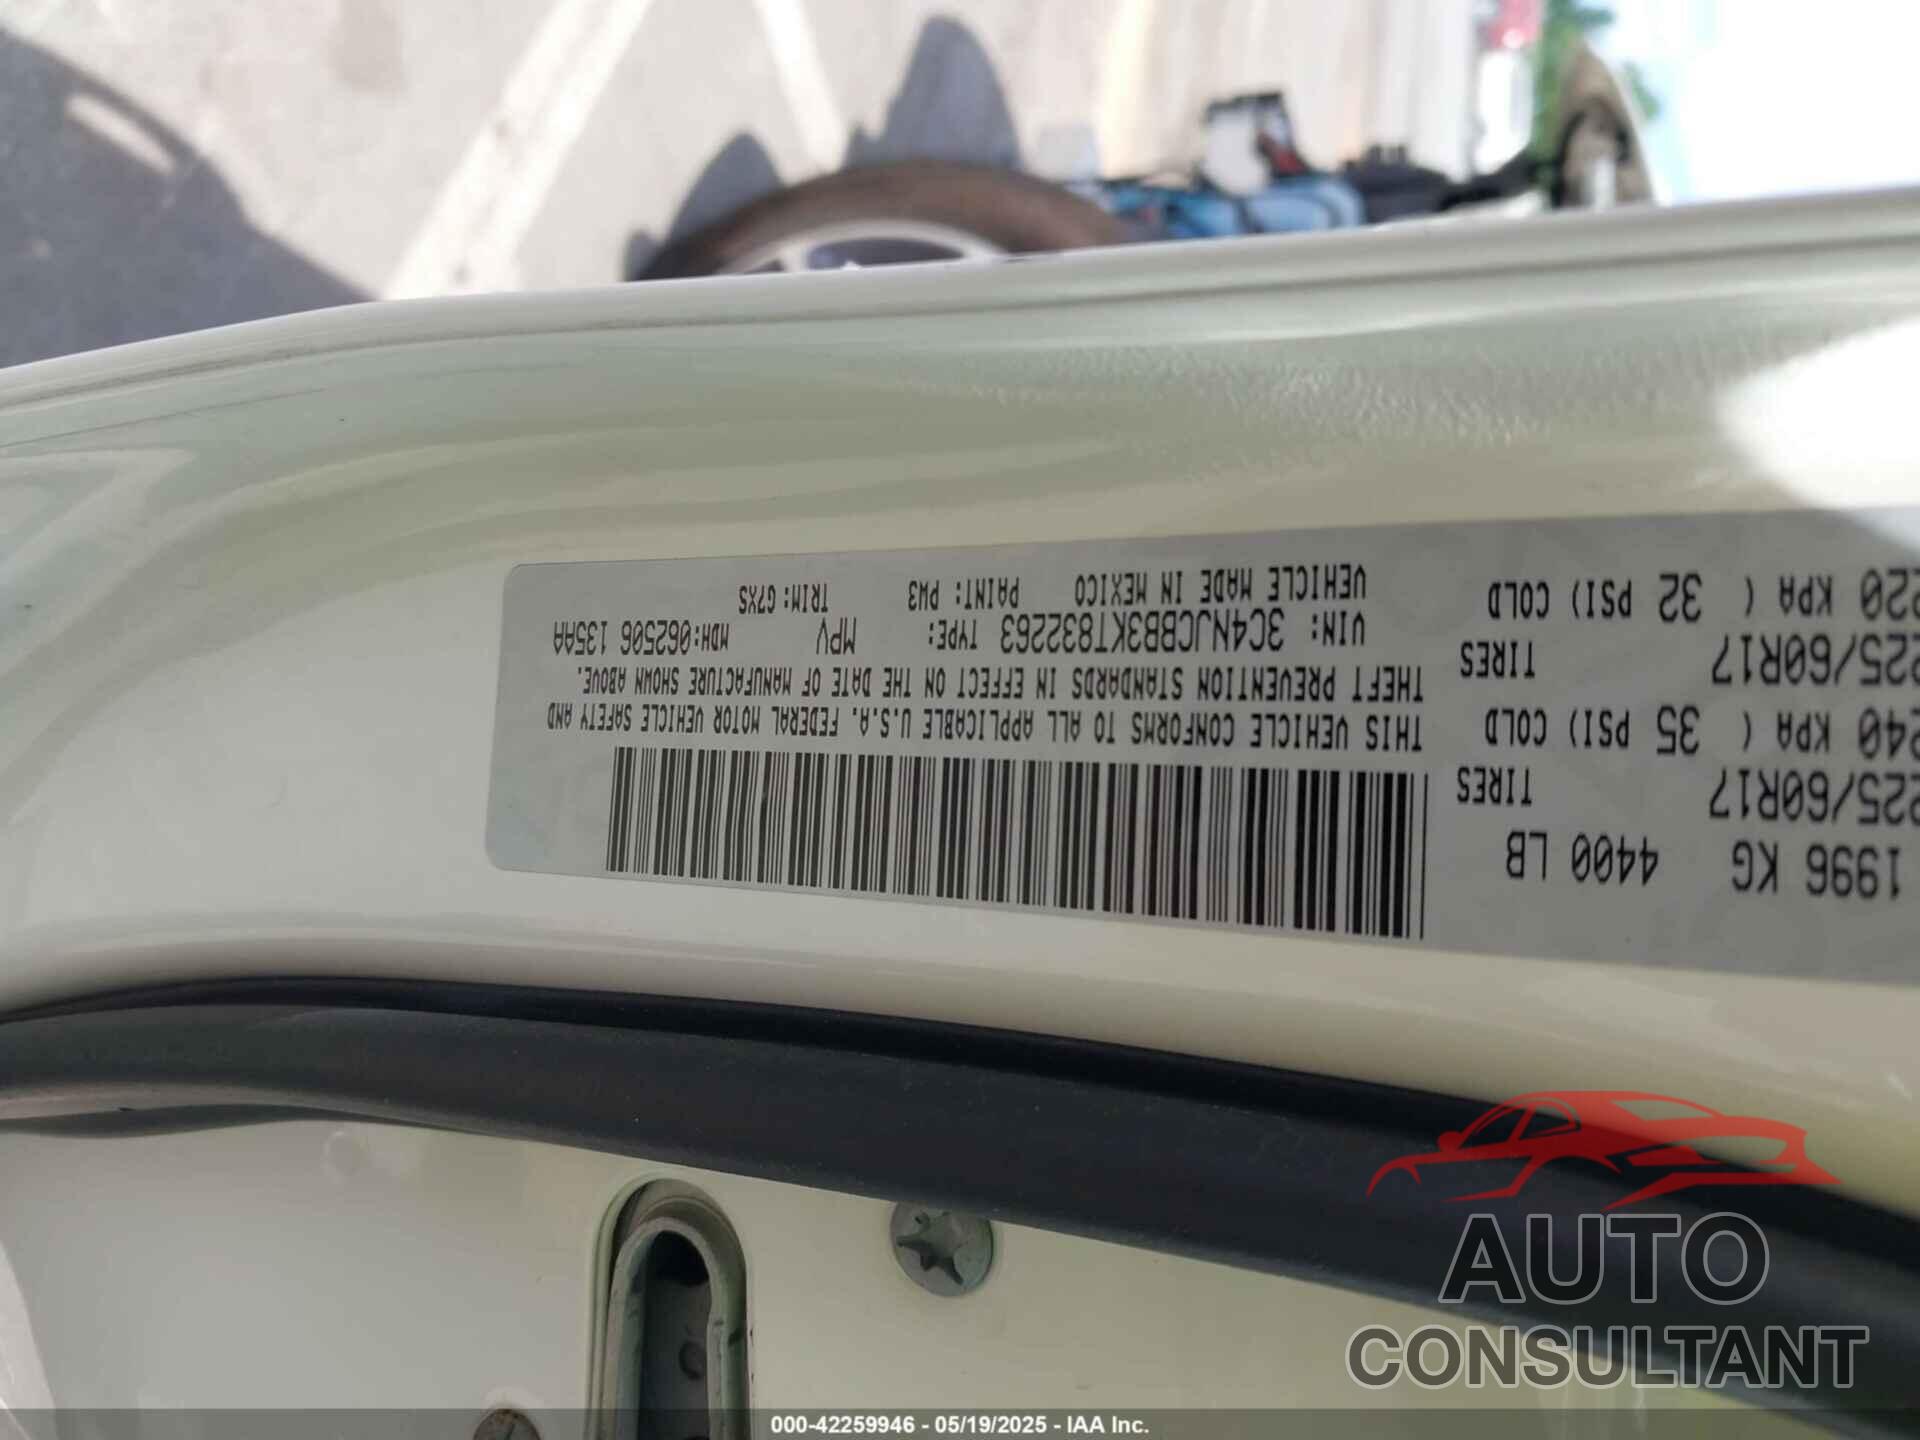 1996 KG 4400 LB
225/60R17 TIRES
240 KPA ( 35 PSI) COLD
225/60R17 TIRES
220 KPA ( 32 PSI) COLD
THIS VEHICLE CONFORMS TO ALL APPLICABLE U.S.A. FEDERAL MOTOR VEHICLE SAFETY AND
THEFT PREVENTION STANDARDS IN EFFECT ON THE DATE OF MANUFACTURE SHOWN ABOVE.
VIN: 3C4NJCBB3KT832263 TYPE: MPV MDH:062506 135AA
VEHICLE MADE IN MEXICO PAINT: PW3 TRIM:G7XS
AUTO
CONSULTANT
000-42259946 - 05/19/2025 - IAA Inc.